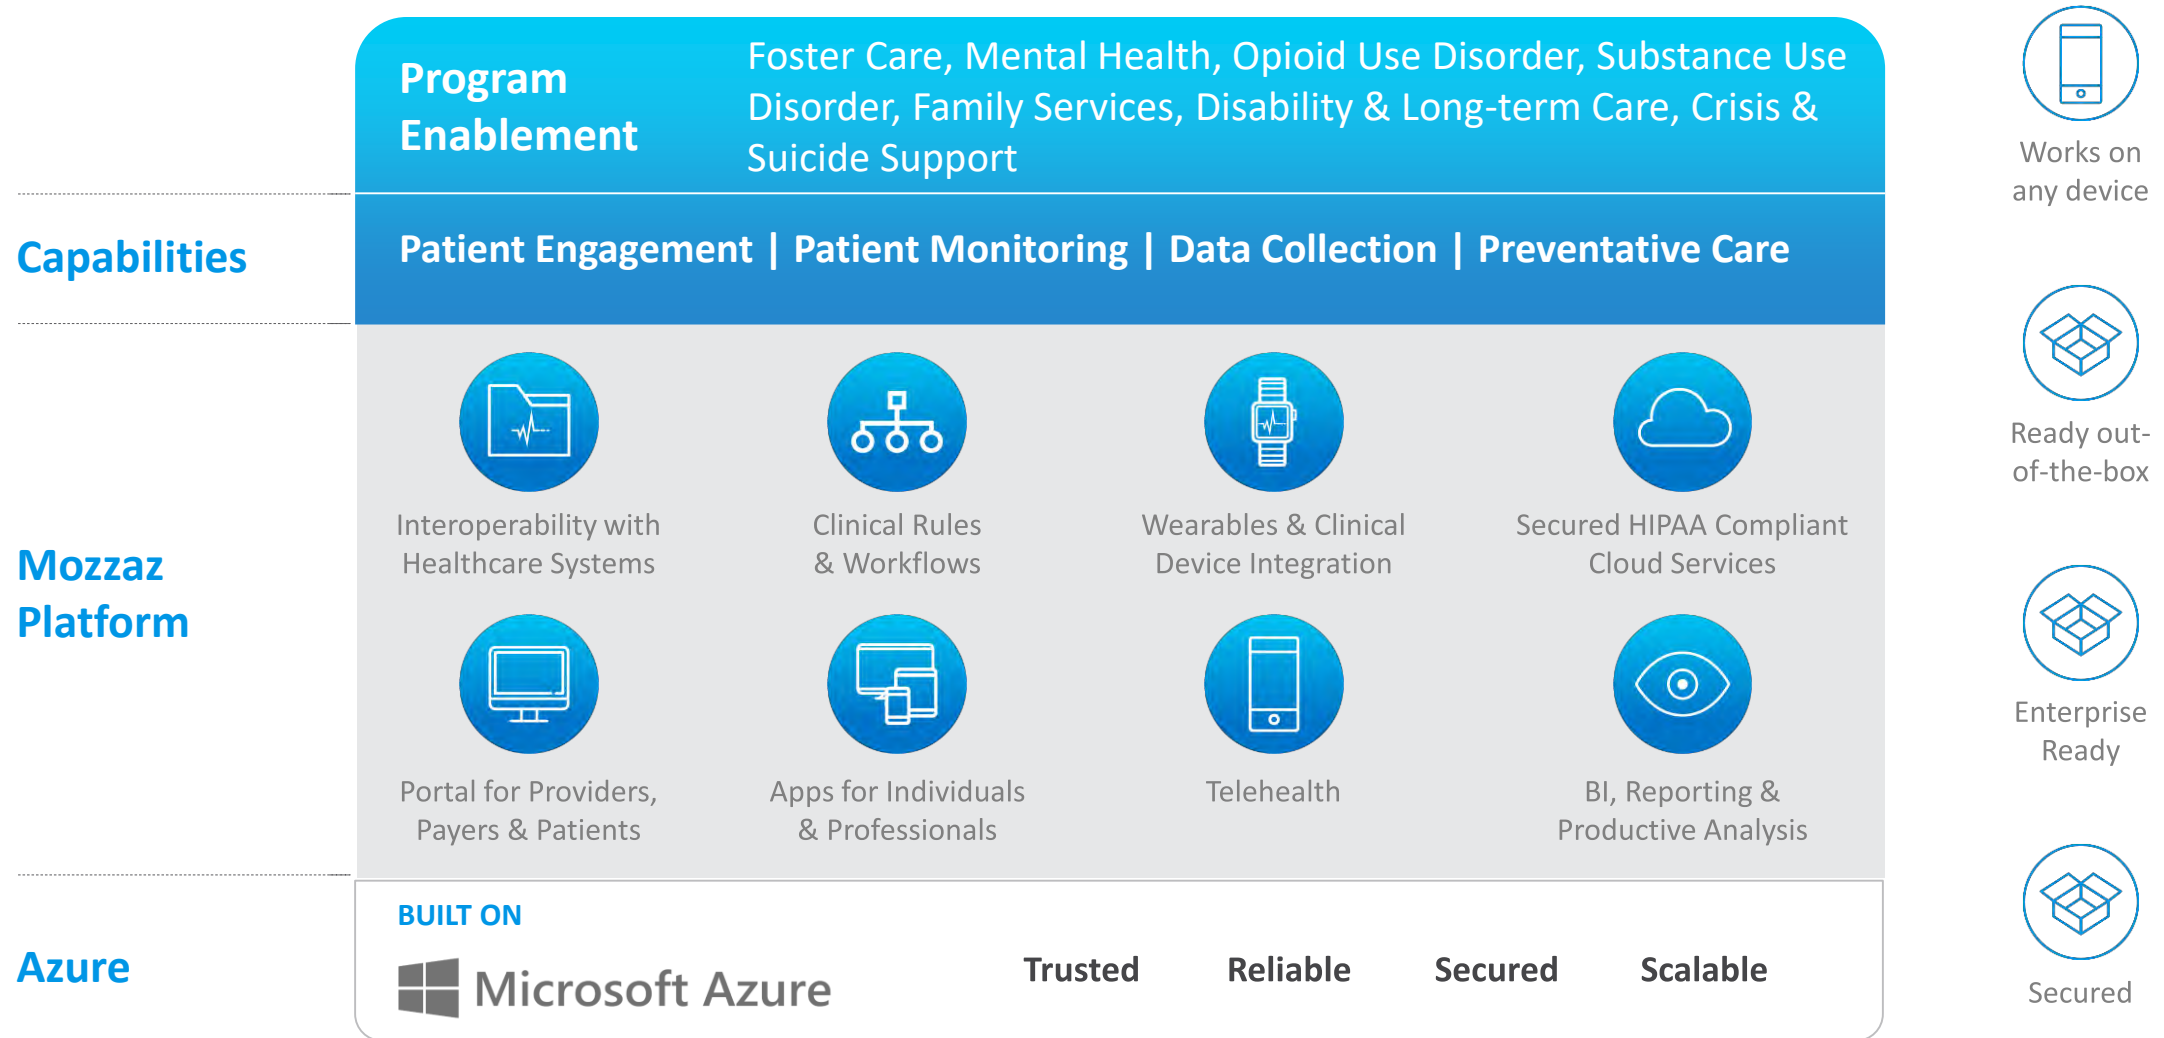 Program
Enablement
Foster Care, Mental Health, Opioid Use Disorder, Substance Use
Disorder, Family Services, Disability & Long-term Care, Crisis &
Suicide Support
Capabilities
Patient Engagement | Patient Monitoring | Data Collection | Preventative Care
Mozzaz
Platform
Interoperability with
Healthcare Systems
Clinical Rules
& Workflows
Wearables & Clinical
Device Integration
Secured HIPAA Compliant
Cloud Services
Portal for Providers,
Payers & Patients
Apps for Individuals
& Professionals
Telehealth
BI, Reporting &
Productive Analysis
Azure
BUILT ON
Microsoft Azure
Trusted
Reliable
Secured
Scalable
Works on
any device
Ready out-
of-the-box
Enterprise
Ready
Secured